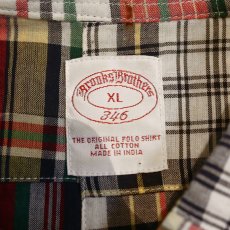 Brooks Brothers
XL
346
THE ORIGINAL POLO SHIRT
ALL COTTON
MADE IN INDIA